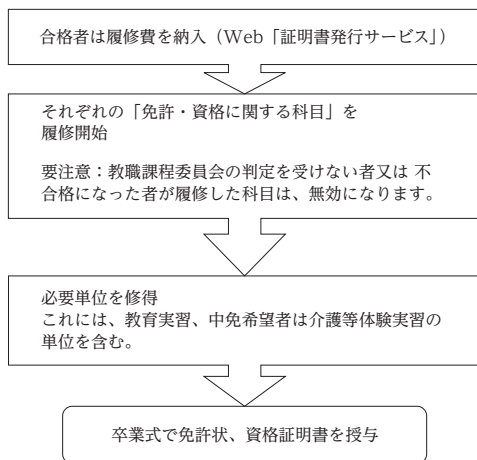 合格者は履修費を納入（Web「証明書発行サービス」）
それぞれの「免許・資格に関する科目」を
履修開始
要注意：教職課程委員会の判定を受けない者又は 不
合格になった者が履修した科目は、無効になります。
必要単位を修得
これには、教育実習、中免希望者は介護等体験実習の
単位を含む。
卒業式で免許状、資格証明書を授与